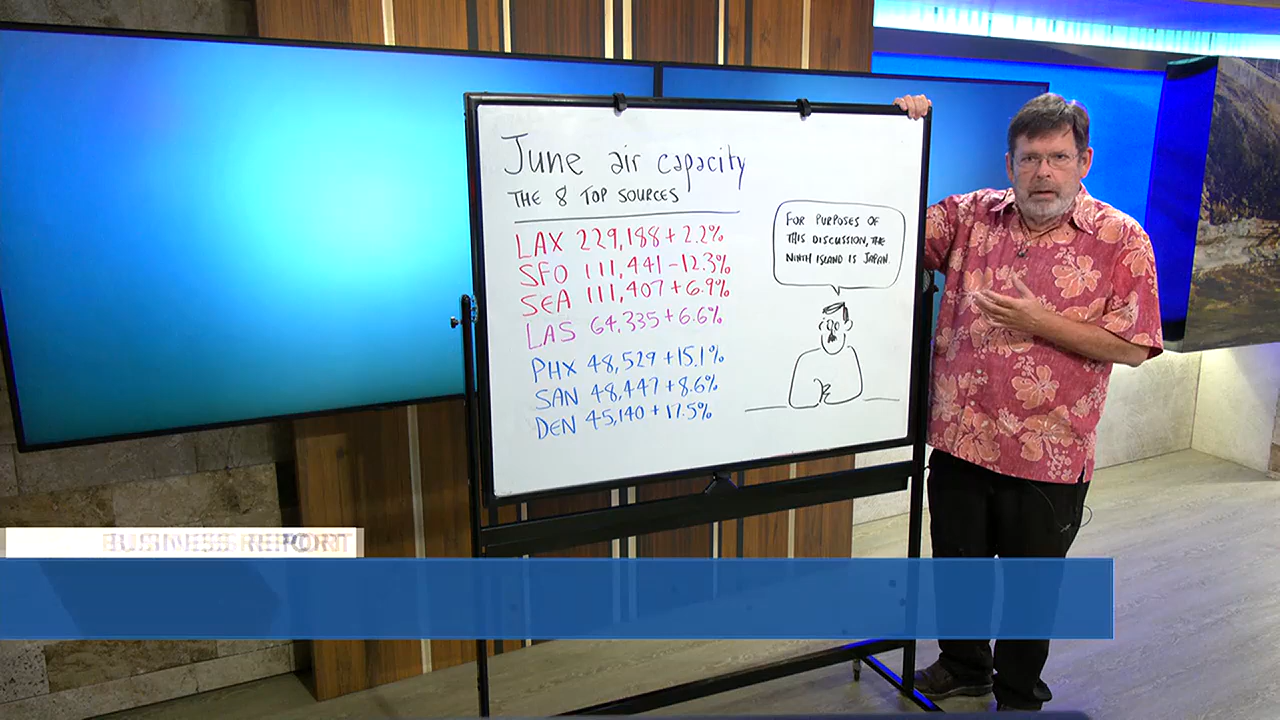 June air capacity
THE 8 TOP SOURCES
LAX 229,188 + 2.2%
SFO 111,441 - 12.3%
SEA 111,407 + 6.9%
LAS 64,335 + 6.6%
PHX 48,529 + 15.1%
SAN 48,447 + 8.6%
DEN 45,140 + 17.5%
FOR PURPOSES OF
THIS DISCUSSION, THE
NINTH ISLAND IS JAPAN.
BUSINESS REPORT